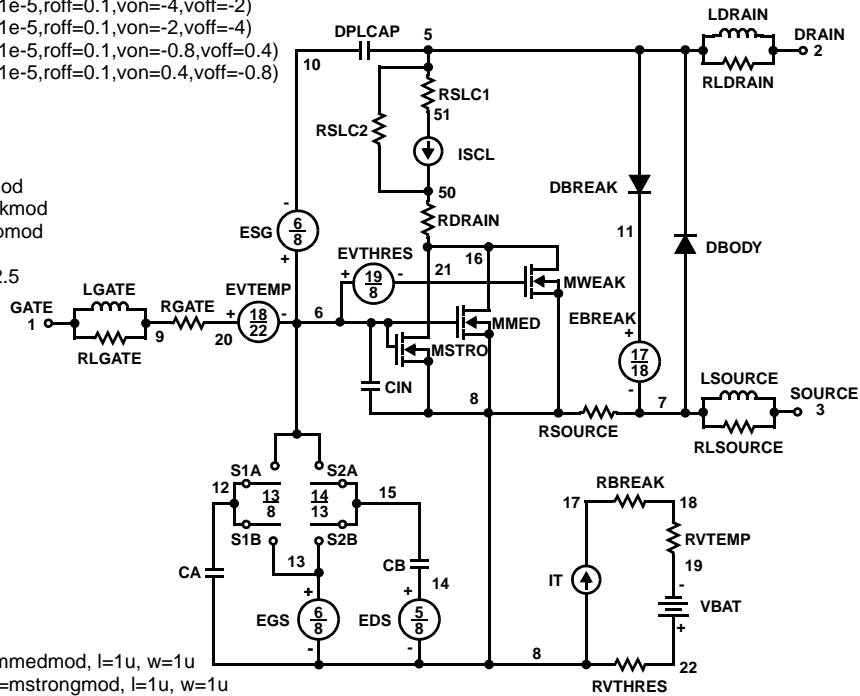 1e-5,roff=0.1,von=-4,voff=-2)
1e-5,roff=0.1,von=-2,voff=-4)
1e-5,roff=0.1,von=-0.8,voff=0.4)
1e-5,roff=0.1,von=0.4,voff=-0.8)
od
kmod
omod
2.5
mmedmod, l=1u, w=1u
=mstrongmod, l=1u, w=1u
LDRAIN
DPLCAP
5
DRAIN
2
10
RLDRAIN
RSLC1
51
RSLC2
ISCL
50
DBREAK
RDRAIN
ESG
-
6
8
+
11
DBODY
EVTHRES
+
19
8
-
21
16
MWEAK
LGATE
GATE
1
RLGATE
9
RGATE
20
EVTEMP
+
18
22
-
6
MMED
MSTRO
EBREAK
+
17
18
-
CIN
8
7
RSOURCE
LSOURCE
SOURCE
3
RLSOURCE
S1A
S2A
12
13
8
14
13
15
S1B
S2B
13
CA
CB
14
+
EGS
6
8
-
+
EDS
5
8
-
RBREAK
17
18
RVTEMP
19
-
IT
VBAT
+
8
22
RVTHRES